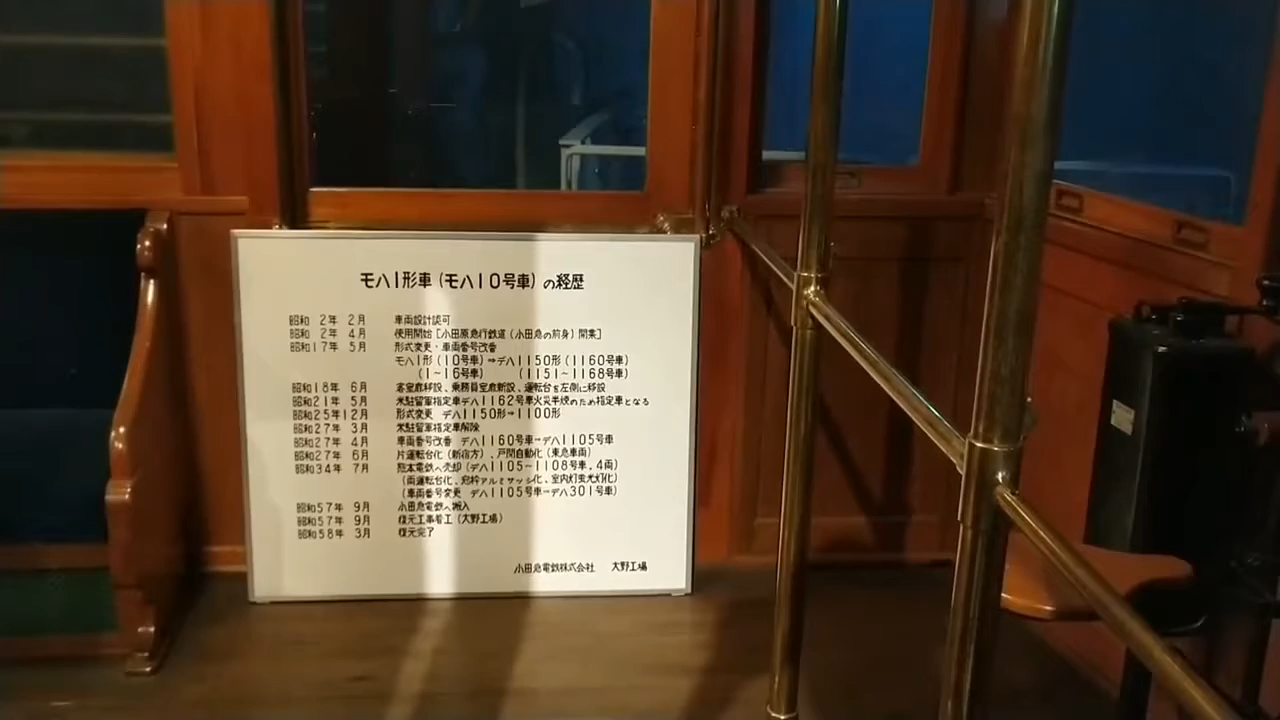 モハ1形車(モハ10号車)の経歴
昭和 2年 2月 車両設計認可
昭和 2年 4月 使用開始[小田原急行鉄道(小田急の前身)開業]
昭和17年 5月 形式変更・車両番号改番
モハ1形(10号車)⇒デハ1150形(1160号車)
(1~16号車) (1151~1168号車)
昭和18年 6月 客室扉移設、乗務員室扉新設、運転台を左側に移設
昭和21年 5月 米駐留軍指定車デハ1162号車火災半焼のため指定車となる
昭和25年12月 形式変更 デハ1150形⇒1100形
昭和27年 3月 米駐留軍指定車解除
昭和27年 4月 車両番号改番 デハ1160号車→デハ1105号車
昭和27年 6月 片運転台化(新宿方)、戸閉自動化(東急車両)
昭和34年 7月 熊本電鉄へ売却(デハ1105~1108号車,4両)
(両運転台化、窓枠アルミサッシ化、室内灯蛍光灯化)
(車両番号変更 デハ1105号車→デハ301号車)
昭和57年 9月 小田急電鉄へ搬入
昭和57年 9月 復元工事着工(大野工場)
昭和58年 3月 復元完了
小田急電鉄株式会社 大野工場